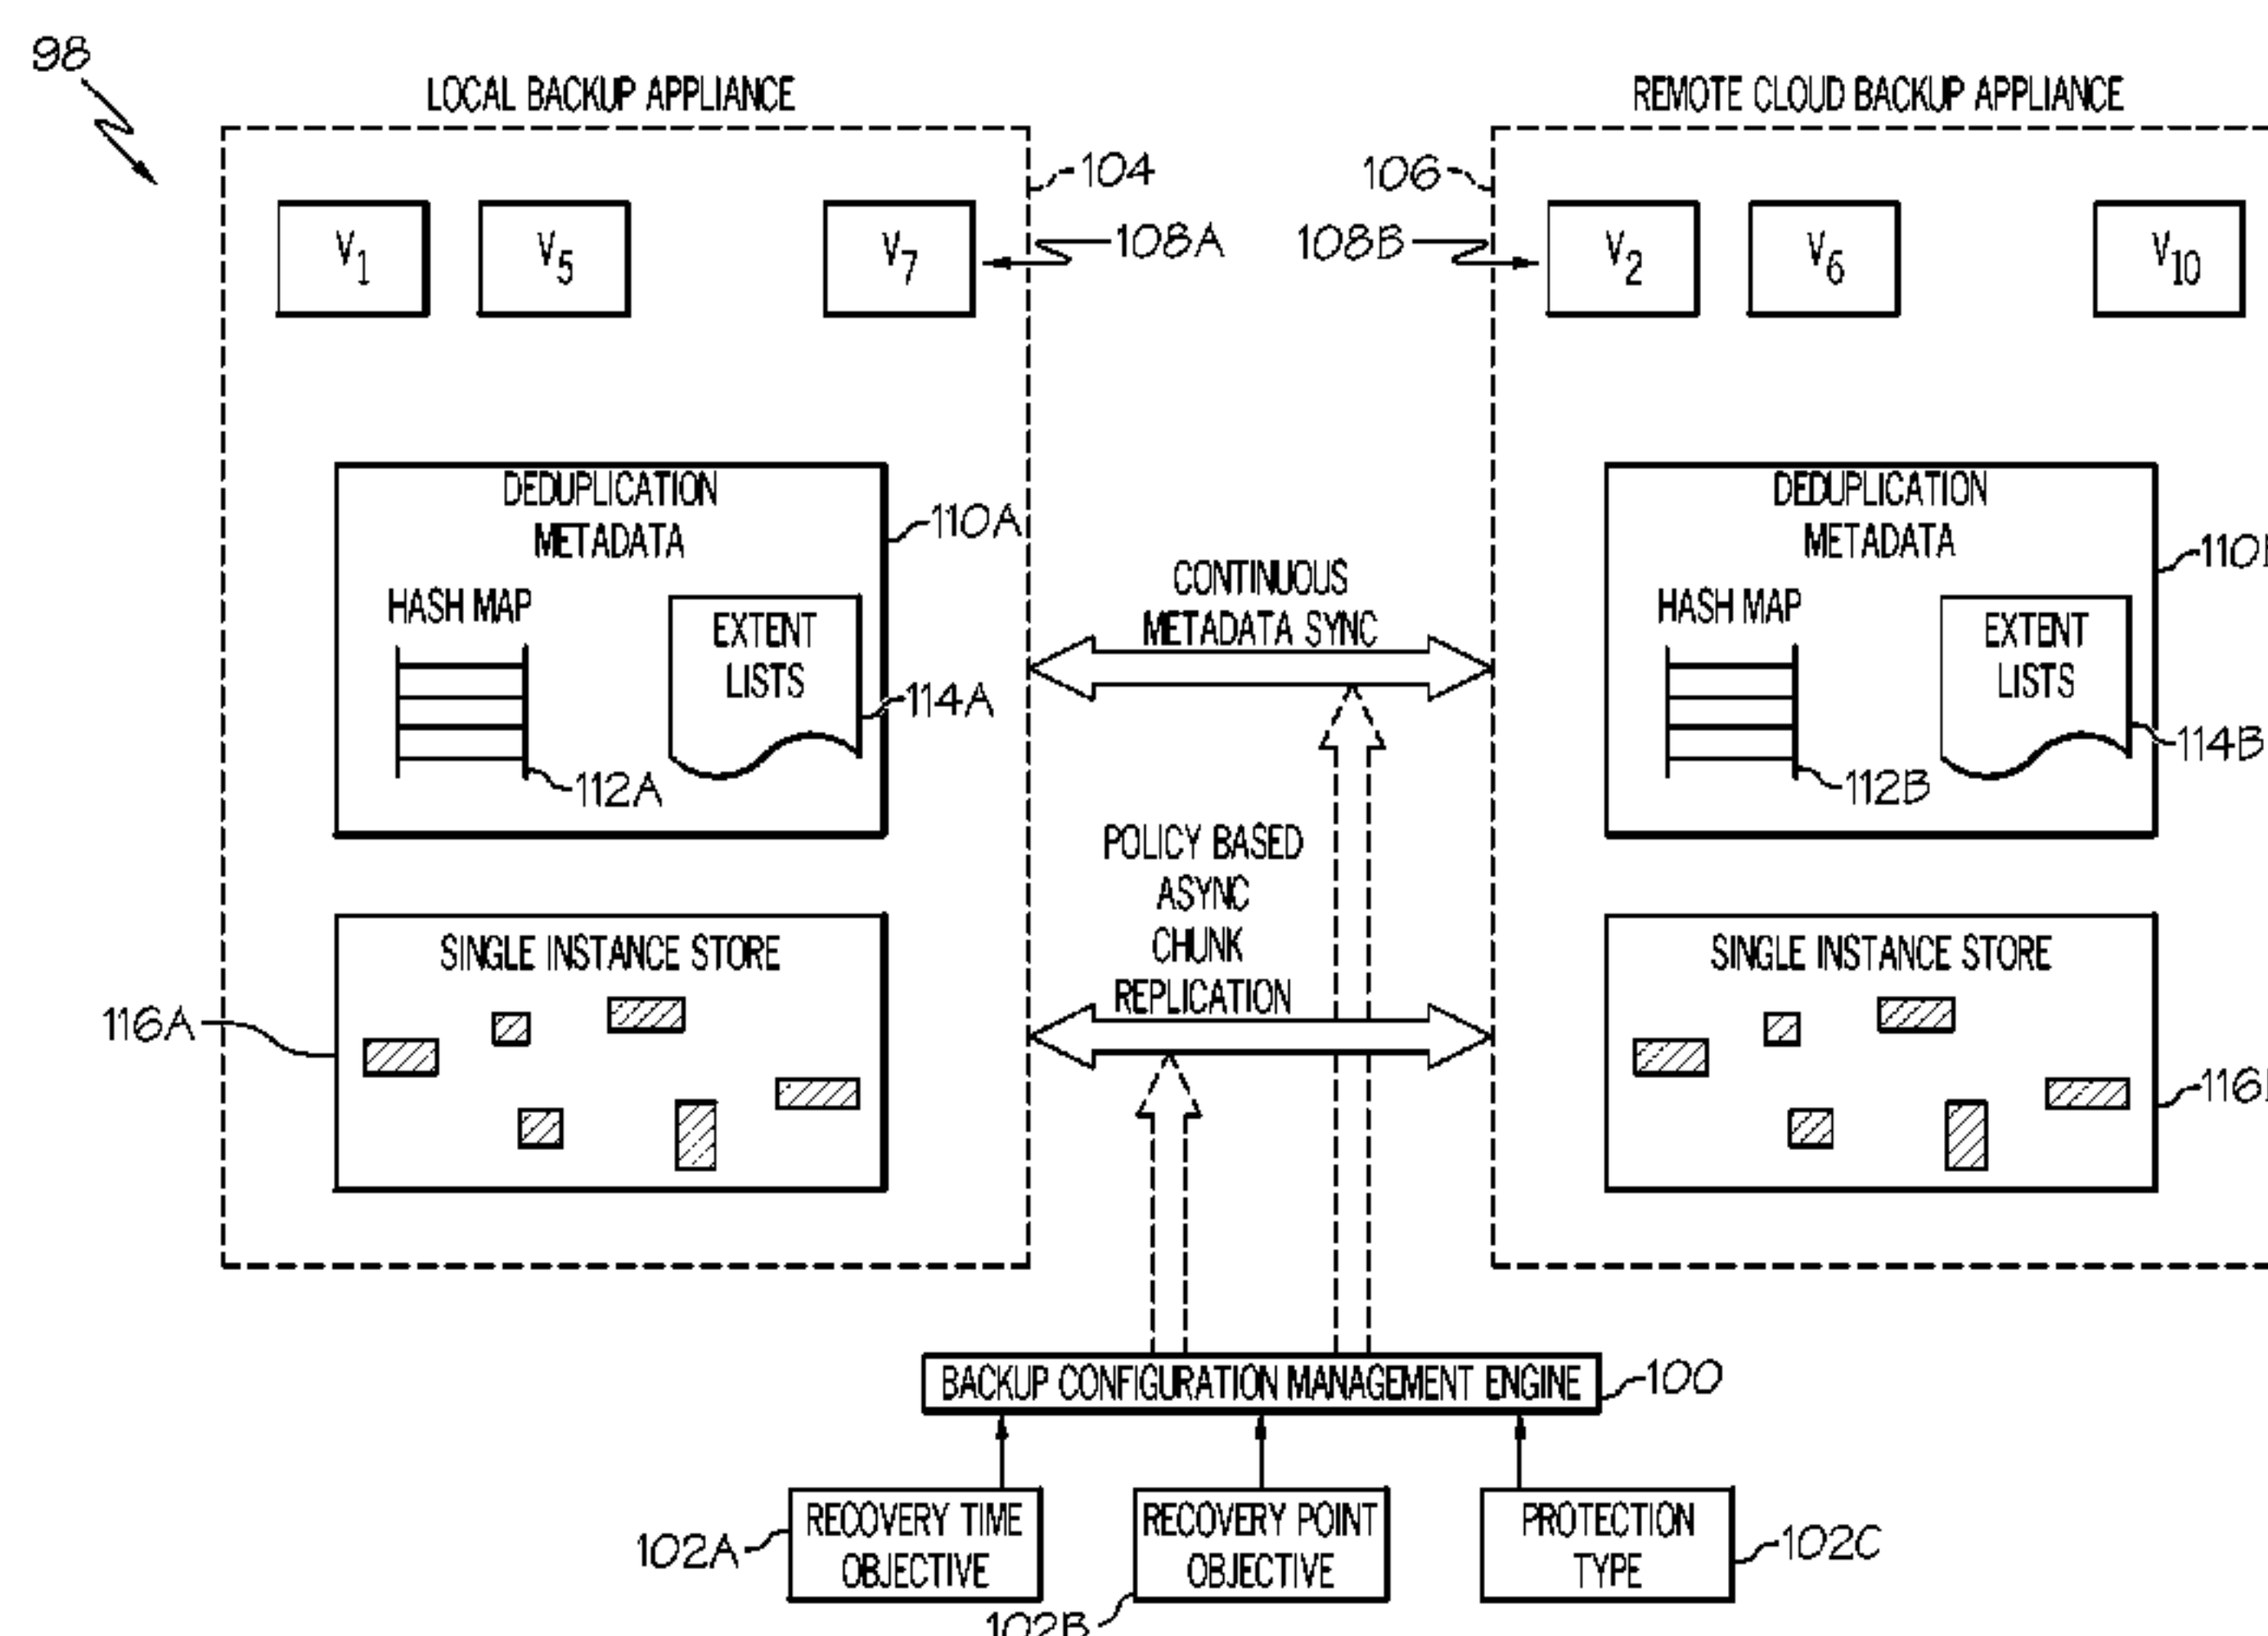 98
LOCAL BACKUP APPLIANCE
REMOTE CLOUD BACKUP APPLIANCE
104
106
V1
V5
V7
108A
108B
V2
V6
V10
DEDUPLICATION
METADATA
110A
HASH MAP
EXTENT
LISTS
114A
112A
CONTINUOUS
METADATA SYNC
DEDUPLICATION
METADATA
HASH MAP
EXTENT
LISTS
114B
112B
POLICY BASED
ASYNC
CHUNK
REPLICATION
SINGLE INSTANCE STORE
116A
SINGLE INSTANCE STORE
BACKUP CONFIGURATION MANAGEMENT ENGINE
100
RECOVERY TIME
OBJECTIVE
102A
RECOVERY POINT
OBJECTIVE
102B
PROTECTION
TYPE
102C